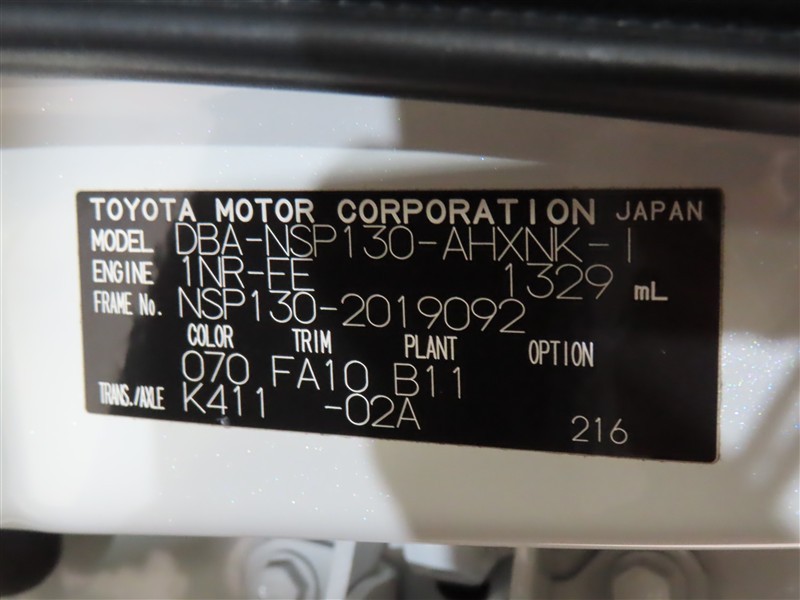 TOYOTA MOTOR CORPORATION JAPAN
MODEL DBA-NSP130-AHXNK-I
ENGINE 1NR-FE 1329 mL
FRAME No. NSP130-2019092
COLOR TRIM PLANT OPTION
070 FA10 B11
TRANS./AXLE K411 -02A
216